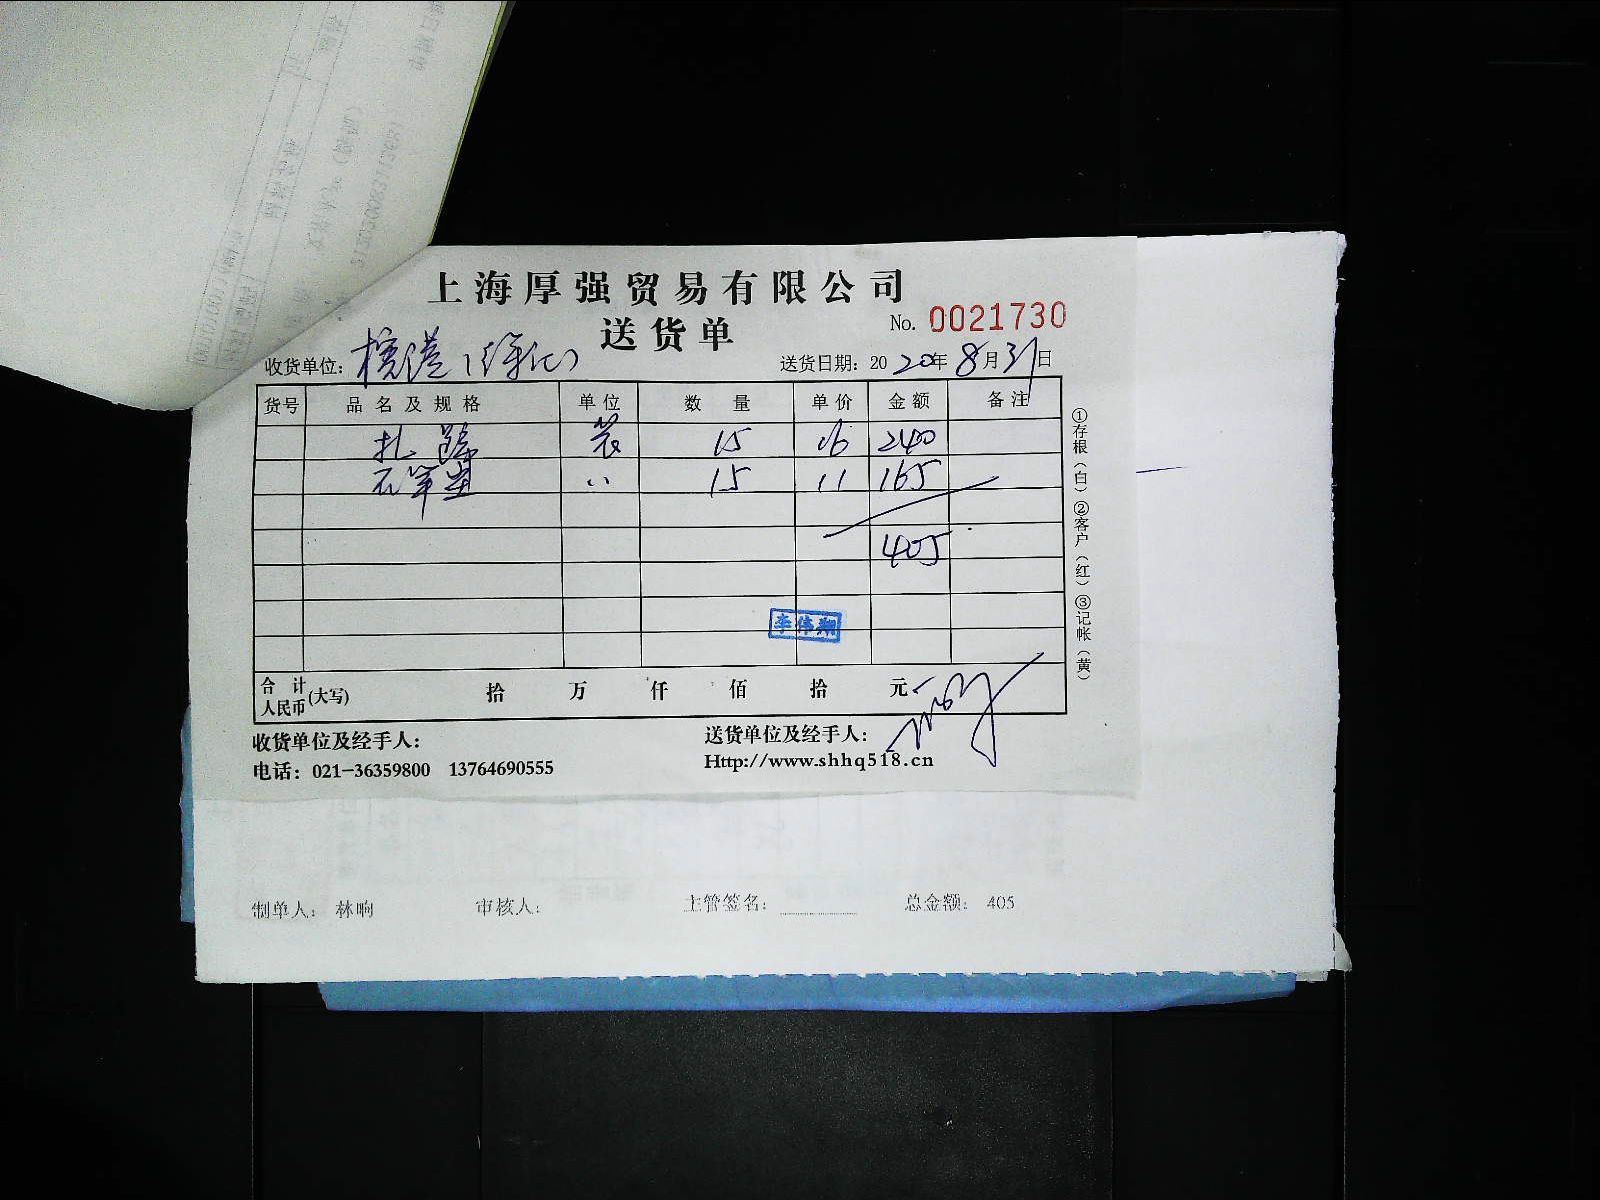 上海厚强贸易有限公司
送货单
No. 0021730
收货单位：
送货日期：2020年8月31日
货号 品名及规格 单位 数量 单价 金额 备注
扎 15 16 240
15 11 165
405
李伟翔
合计人民币(大写) 拾 万 仟 佰 拾 元
收货单位及经手人：
送货单位及经手人：
电话：021-36359800 13764690555
Http://www.shhq518.cn
①存根(白)②客户(红)③记帐(黄)
制单人：林晌 审核人： 主管签名： 总金额：405